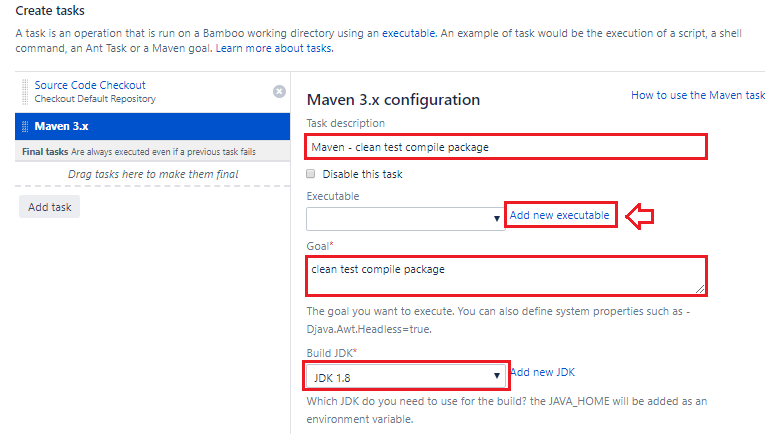 Create tasks
A task is an operation that is run on a Bamboo working directory using an executable. An example of task would be the execution of a script, a shell
command, an Ant Task or a Maven goal. Learn more about tasks.
Source Code Checkout
Checkout Default Repository
Maven 3.x
Final tasks Are always executed even if a previous task fails
Drag tasks here to make them final
Add task
Maven 3.x configuration
How to use the Maven task
Task description
Maven - clean test compile package
Disable this task
Executable
Add new executable
Goal*
clean test compile package
The goal you want to execute. You can also define system properties such as -
Djava.Awt.Headless=true.
Build JDK*
JDK 1.8
Add new JDK
Which JDK do you need to use for the build? the JAVA_HOME will be added as an
environment variable.